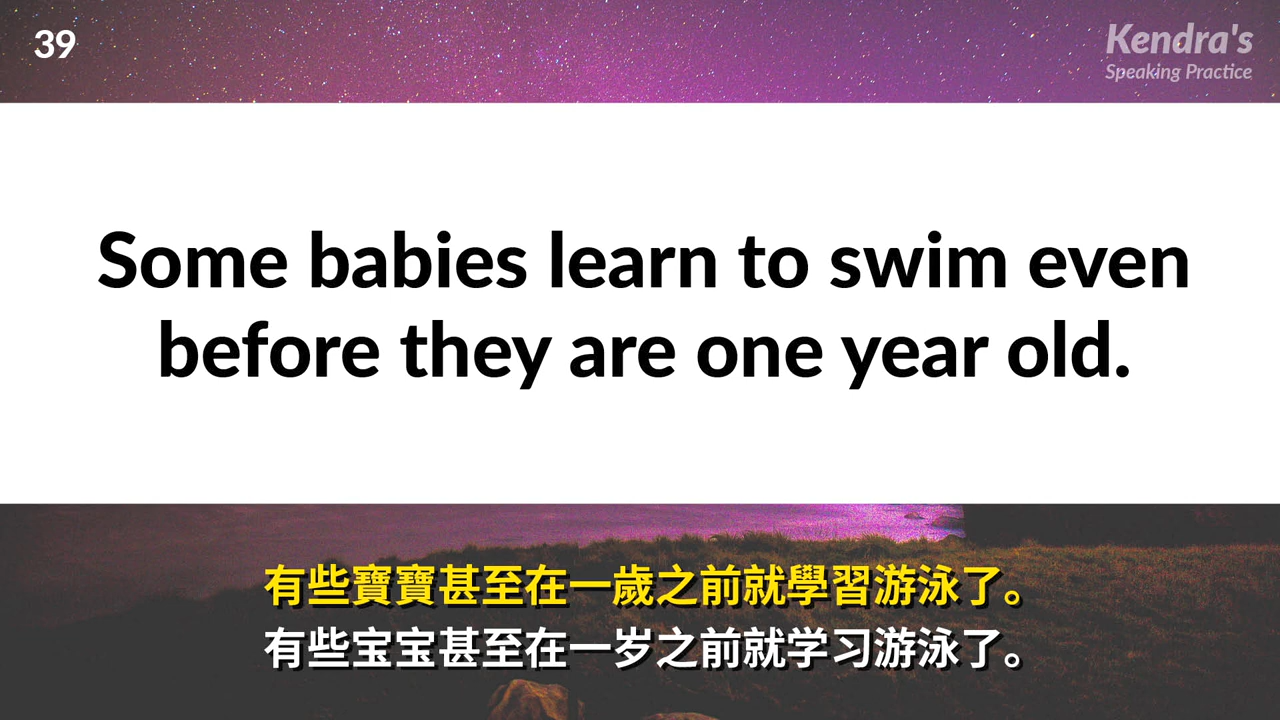 39
Kendra's
Speaking Practice
Some babies learn to swim even
before they are one year old.
有些寶寶甚至在一歲之前就學習游泳了。
有些宝宝甚至在一岁之前就学习游泳了。